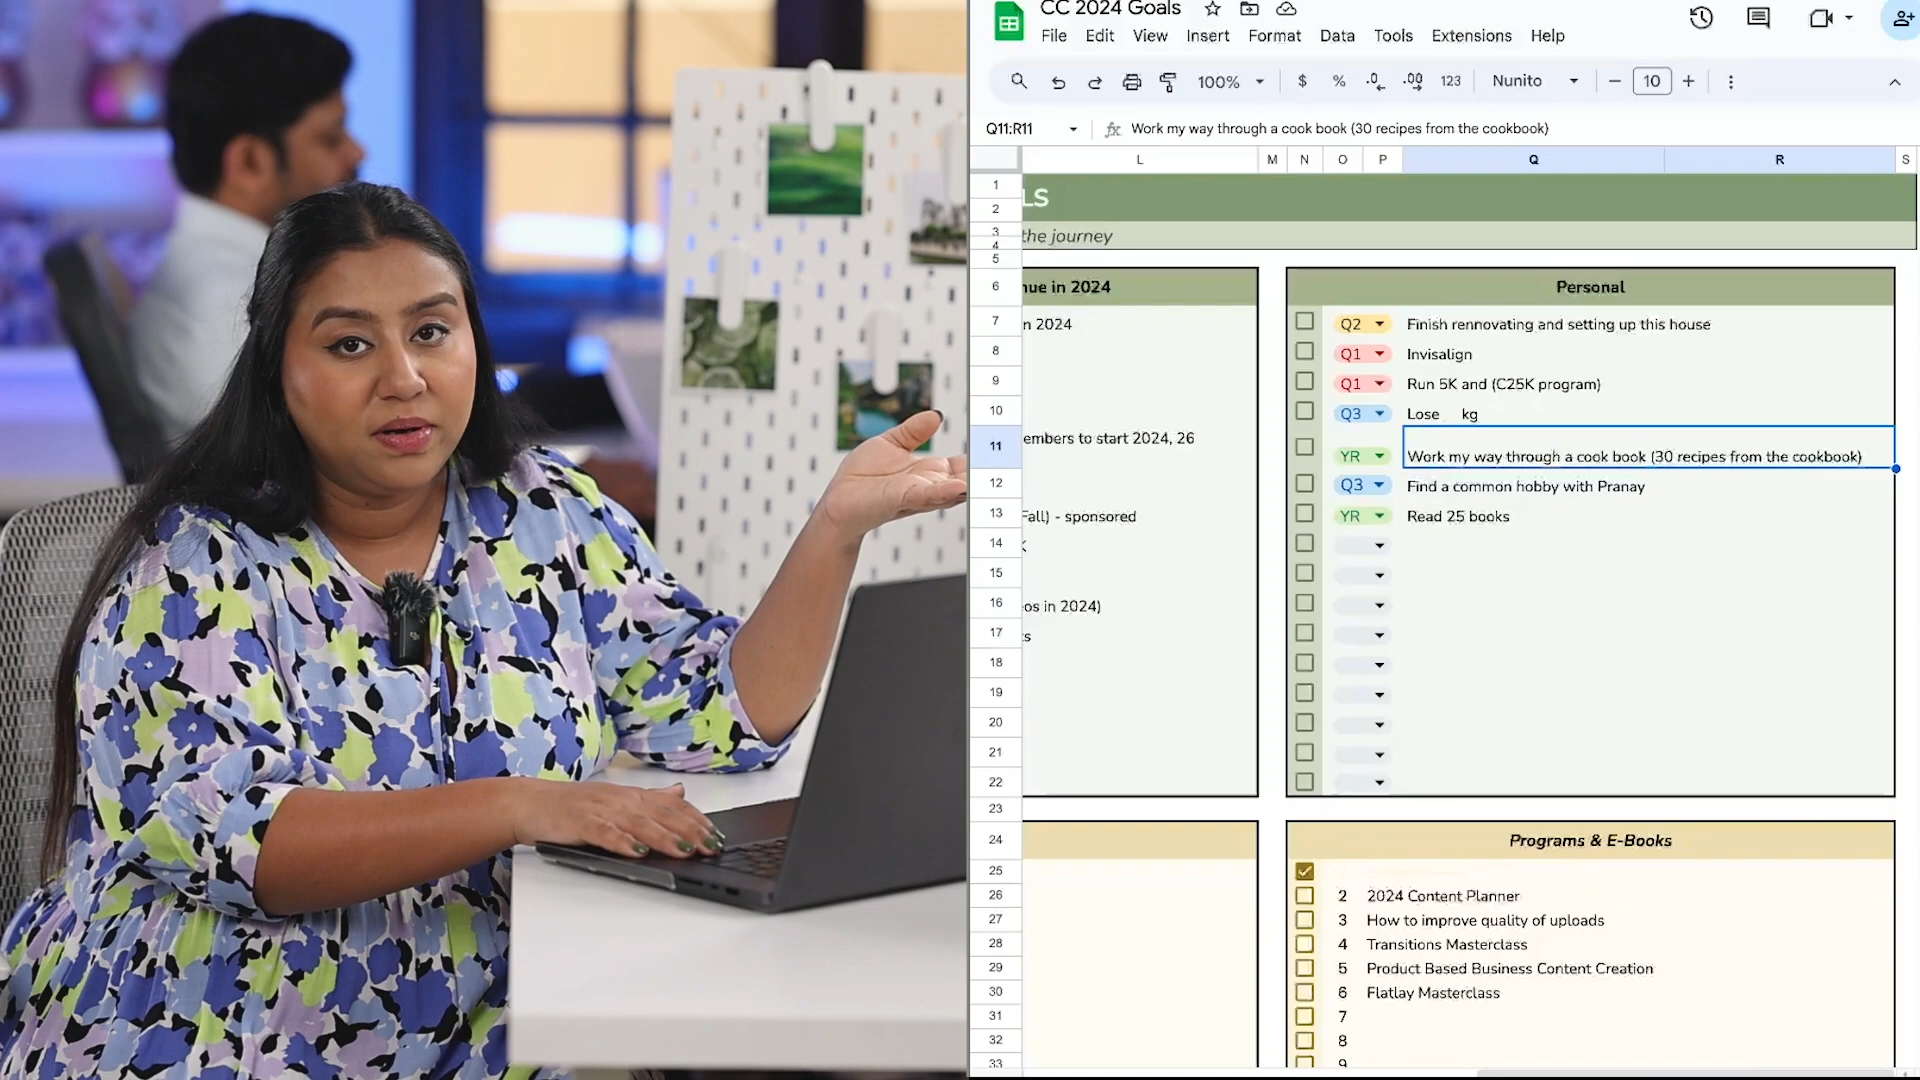 CC 2024 Goals
File Edit View Insert Format Data Tools Extensions Help
100% $ % .0 .00 123 Nunito 10
Q11:R11 fx Work my way through a cook book (30 recipes from the cookbook)
L M N O P Q R S
1
2 LS
3
4 the journey
5
6 nue in 2024 Personal
7 n 2024 Q2 Finish rennovating and setting up this house
8 Q1 Invisalign
9 Q1 Run 5K and (C25K program)
10 Q3 Lose kg
11 embers to start 2024, 26 YR Work my way through a cook book (30 recipes from the cookbook)
12 Q3 Find a common hobby with Pranay
13 Fall) - sponsored YR Read 25 books
14
15
16 os in 2024)
17 ts
18
19
20
21
22
23
24 Programs & E-Books
25
26 2 2024 Content Planner
27 3 How to improve quality of uploads
28 4 Transitions Masterclass
29 5 Product Based Business Content Creation
30 6 Flatlay Masterclass
31 7
32 8
33 9